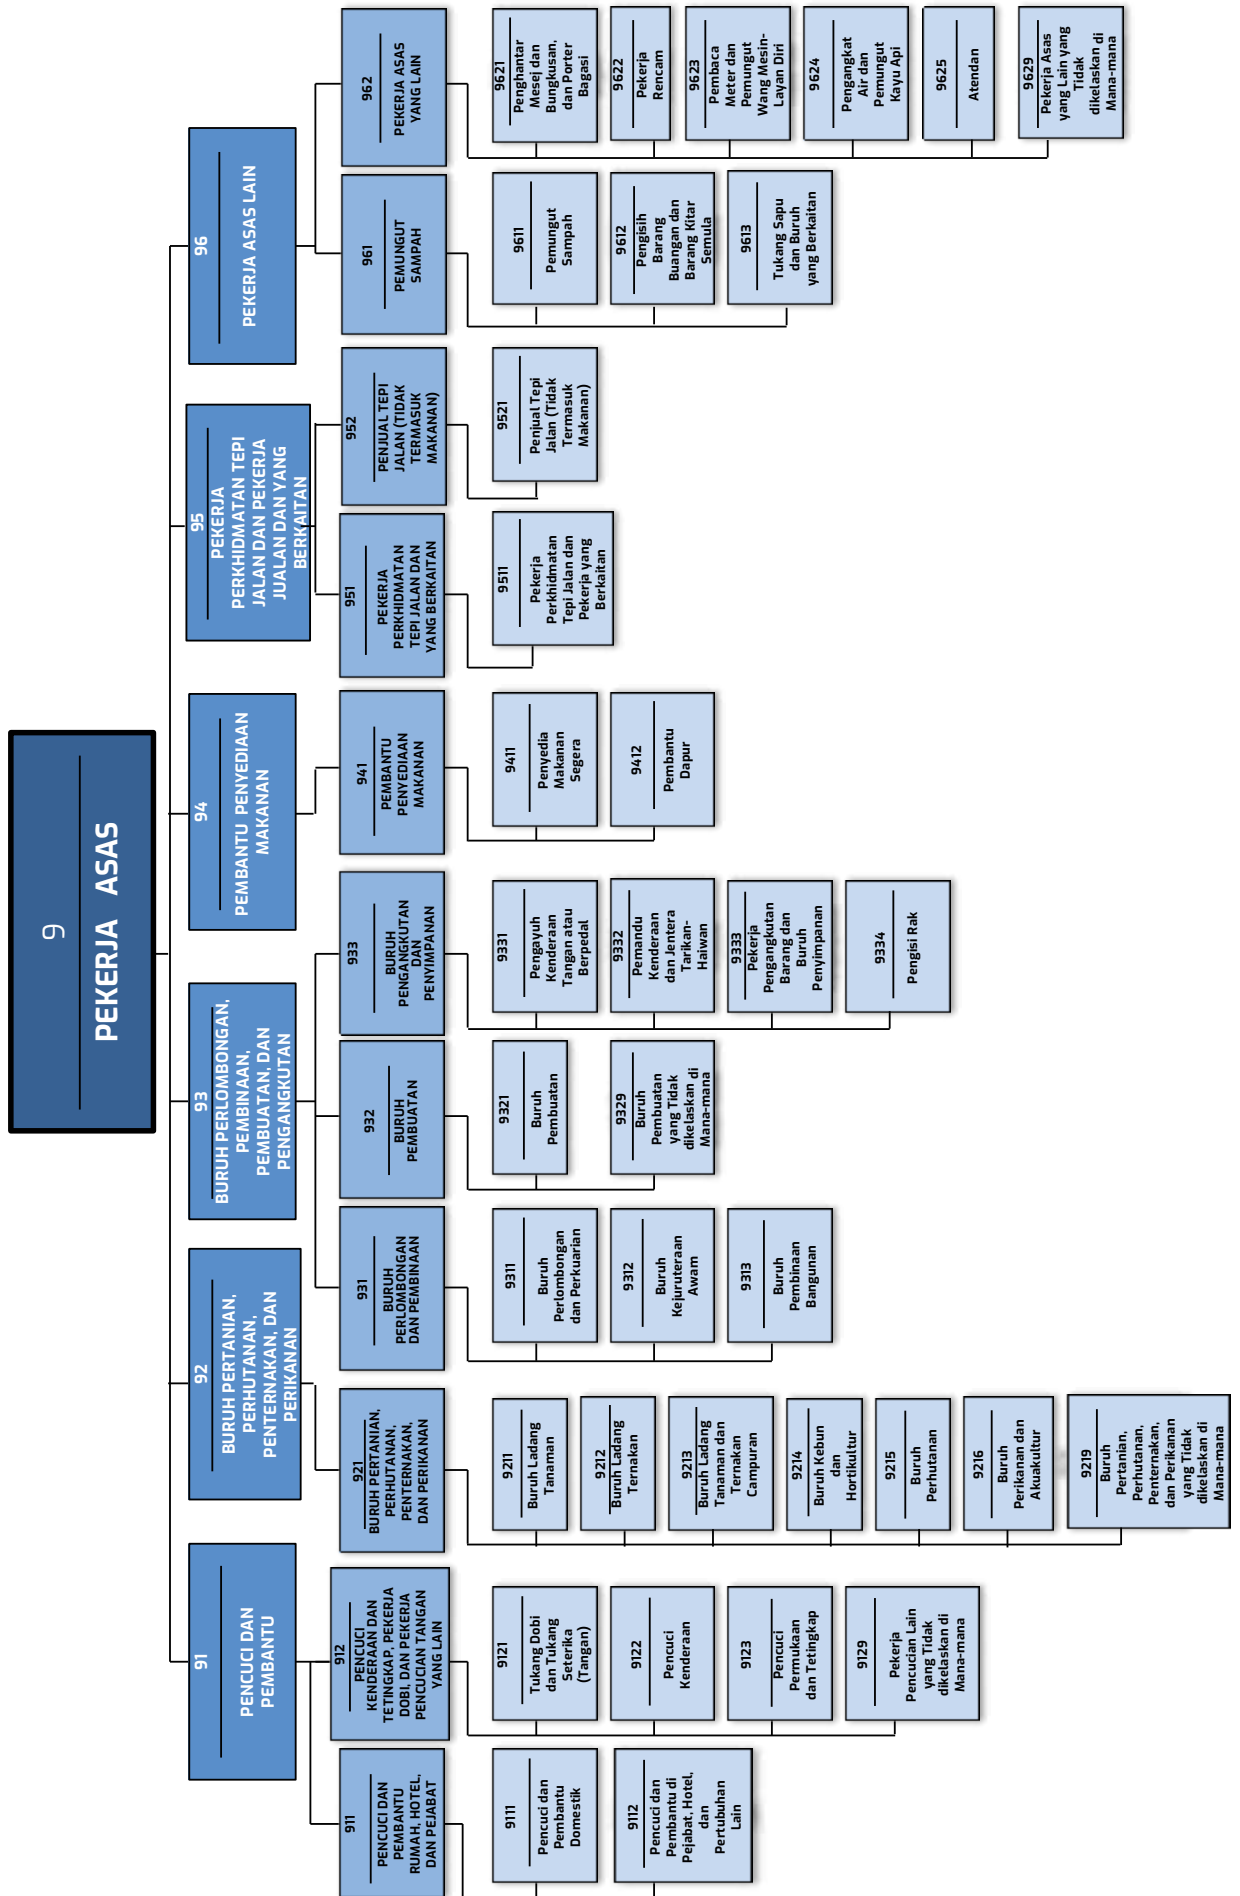 9
PEKERJA ASAS
91
PENCUCI DAN
PEMBANTU
92
BURUH PERTANIAN,
PERHUTANAN,
PENTERNAKAN, DAN
PERIKANAN
93
BURUH PERLOMBONGAN,
PEMBINAAN,
PEMBUATAN, DAN
PENGANGKUTAN
94
PEMBANTU PENYEDIAAN
MAKANAN
95
PEKERJA
PERKHIDMATAN TEPI
JALAN DAN PEKERJA
JUALAN DAN YANG
BERKAITAN
96
PEKERJA ASAS LAIN
911
PENCUCI DAN
PEMBANTU
RUMAH, HOTEL,
DAN PEJABAT
912
PENCUCI
KENDERAAN DAN
TETINGKAP, PEKERJA
DOBI, DAN PEKERJA
PENCUCIAN TANGAN
YANG LAIN
921
BURUH PERTANIAN,
PERHUTANAN,
PENTERNAKAN,
DAN PERIKANAN
931
BURUH
PERLOMBONGAN
DAN PEMBINAAN
932
BURUH
PEMBUATAN
933
BURUH
PENGANGKUTAN
DAN
PENYIMPANAN
941
PEMBANTU
PENYEDIAAN
MAKANAN
951
PEKERJA
PERKHIDMATAN
TEPI JALAN DAN
YANG BERKAITAN
952
PENJUAL TEPI
JALAN (TIDAK
TERMASUK
MAKANAN)
961
PEMUNGUT
SAMPAH
962
PEKERJA ASAS
YANG LAIN
9111
Pencuci dan
Pembantu
Domestik
9112
Pencuci dan
Pembantu di
Pejabat, Hotel,
dan
Pertubuhan
Lain
9121
Tukang Dobi
dan Tukang
Seterika
(Tangan)
9122
Pencuci
Kenderaan
9123
Pencuci
Permukaan
dan Tetingkap
9129
Pekerja
Pencucian Lain
yang Tidak
dikelaskan di
Mana-mana
9211
Buruh Ladang
Tanaman
9212
Buruh Ladang
Ternakan
9213
Buruh Ladang
Tanaman dan
Ternakan
Campuran
9214
Buruh Kebun
dan
Hortikultur
9215
Buruh
Perhutanan
9216
Buruh
Perikanan dan
Akuakultur
9219
Buruh
Pertanian,
Perhutanan,
Penternakan,
dan Perikanan
yang Tidak
dikelaskan di
Mana-mana
9311
Buruh
Perlombongan
dan Perkuarian
9312
Buruh
Kejuruteraan
Awam
9313
Buruh
Pembinaan
Bangunan
9321
Buruh
Pembuatan
9329
Buruh
Pembuatan
yang Tidak
dikelaskan di
Mana-mana
9331
Pengayuh
Kenderaan
Tangan atau
Berpedal
9332
Pemandu
Kenderaan
dan Jentera
Tarikan-
Haiwan
9333
Pekerja
Pengangkutan
Barang dan
Buruh
Penyimpanan
9334
Pengisi Rak
9411
Penyedia
Makanan
Segera
9412
Pembantu
Dapur
9511
Pekerja
Perkhidmatan
Tepi Jalan dan
Pekerja yang
Berkaitan
9521
Penjual Tepi
Jalan (Tidak
Termasuk
Makanan)
9611
Pemungut
Sampah
9612
Pengisih
Barang
Buangan dan
Barang Kitar
Semula
9613
Tukang Sapu
dan Buruh
yang Berkaitan
9621
Penghantar
Mesej dan
Bungkusan,
dan Porter
Bagasi
9622
Pekerja
Rencam
9623
Pembaca
Meter dan
Pemungut
Wang Mesin-
Layan Diri
9624
Pengangkat
Air dan
Pemungut
Kayu Api
9625
Atendan
9629
Pekerja Asas
yang Lain yang
Tidak
dikelaskan di
Mana-mana